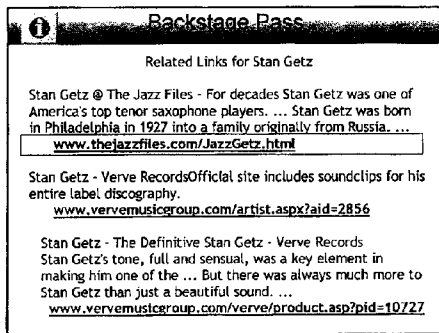 Backstage Pass
Related Links for Stan Getz
Stan Getz @ The Jazz Files - For decades Stan Getz was one of
America's top tenor saxophone players. ... Stan Getz was born
in Philadelphia in 1927 into a family originally from Russia. ...
www.thejazzfiles.com/JazzGetz.html
Stan Getz - Verve RecordsOfficial site includes soundclips for his
entire label discography.
www.vervemusicgroup.com/artist.aspx?aid=2856
Stan Getz - The Definitive Stan Getz - Verve Records
Stan Getz's tone, full and sensual, was a key element in
making him one of the ... But there was always much more to
Stan Getz than just a beautiful sound. ...
www.vervemusicgroup.com/verve/product.asp?pid=10727